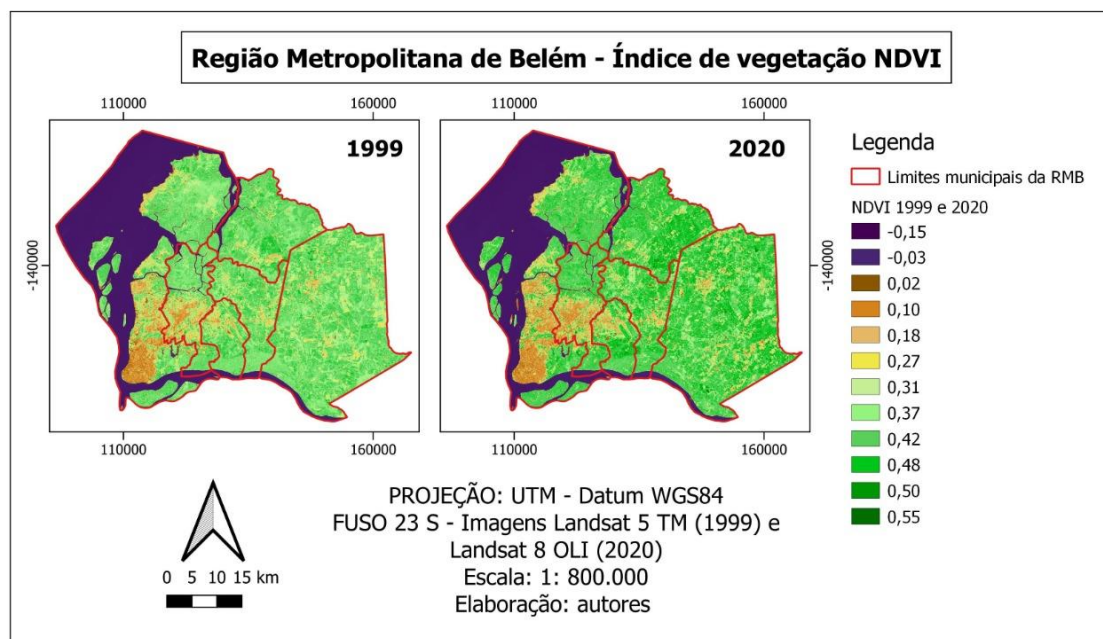 Região Metropolitana de Belém - Índice de vegetação NDVI
110000 160000 110000 160000
1999 2020
Legenda
Limites municipais da RMB
NDVI 1999 e 2020
-0,15
-0,03
0,02
0,10
0,18
0,27
0,31
0,37
0,42
0,48
0,50
0,55
-140000 -140000
110000 160000 110000 160000
PROJEÇÃO: UTM - Datum WGS84
FUSO 23 S - Imagens Landsat 5 TM (1999) e
Landsat 8 OLI (2020)
Escala: 1: 800.000
Elaboração: autores
0 5 10 15 km